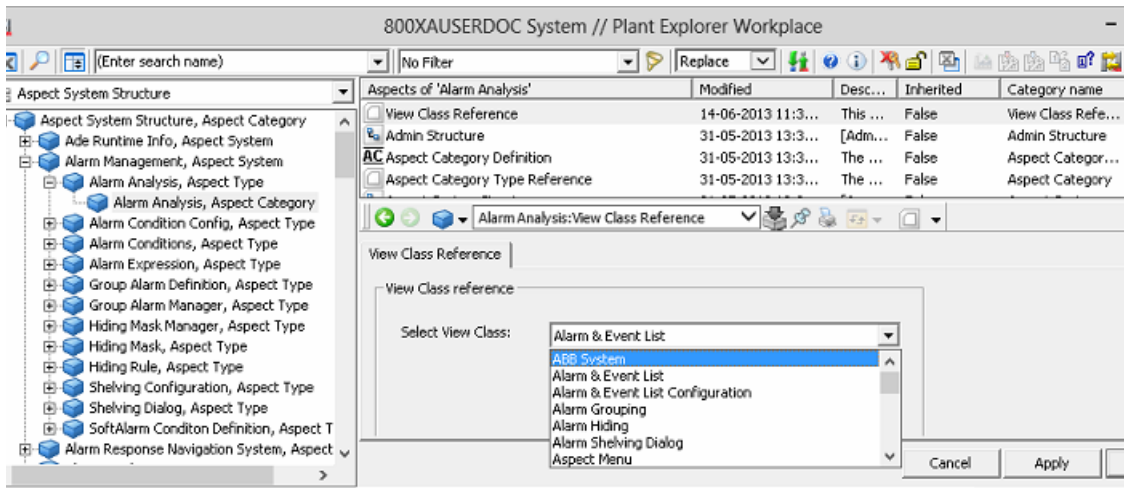 800XAUSERDOC System // Plant Explorer Workplace
(Enter search name)
No Filter
Replace
Aspect System Structure
Aspect System Structure, Aspect Category
Ade Runtime Info, Aspect System
Alarm Management, Aspect System
Alarm Analysis, Aspect Type
Alarm Analysis, Aspect Category
Alarm Condition Config, Aspect Type
Alarm Conditions, Aspect Type
Alarm Expression, Aspect Type
Group Alarm Definition, Aspect Type
Group Alarm Manager, Aspect Type
Hiding Mask Manager, Aspect Type
Hiding Mask, Aspect Type
Hiding Rule, Aspect Type
Shelving Configuration, Aspect Type
Shelving Dialog, Aspect Type
SoftAlarm Conditon Definition, Aspect T
Alarm Response Navigation System, Aspect
Aspects of 'Alarm Analysis' Modified Desc... Inherited Category name
View Class Reference 14-06-2013 11:3... This ... False View Class Refe...
Admin Structure 31-05-2013 13:3... [Adm... False Admin Structure
AC Aspect Category Definition 31-05-2013 13:3... The ... False Aspect Categor...
Aspect Category Type Reference 31-05-2013 13:3... The ... False Aspect Category
Alarm Analysis:View Class Reference
View Class Reference
View Class reference
Select View Class: Alarm & Event List
ABB System
Alarm & Event List
Alarm & Event List Configuration
Alarm Grouping
Alarm Hiding
Alarm Shelving Dialog
Aspect Menu
Cancel Apply